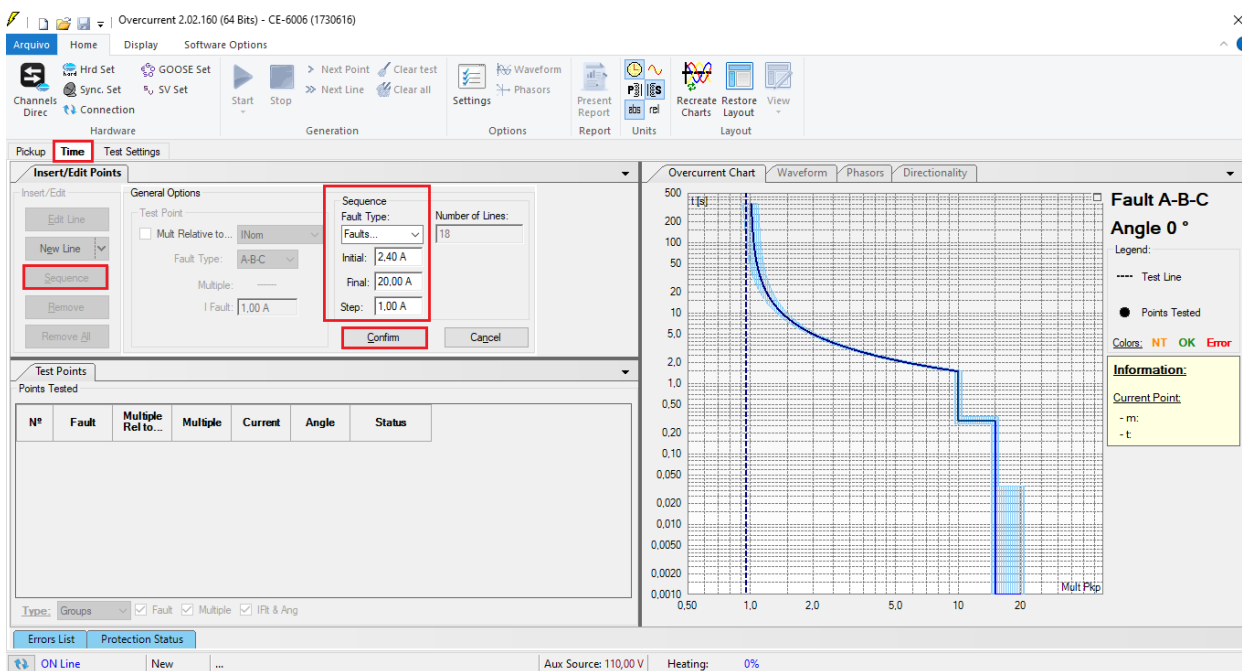 Overcurrent 2.02.160 (64 Bits) - CE-6006 (1730616)
Arquivo Home Display Software Options
Channels Direc
Hrd Set
Sync. Set
Connection
GOOSE Set
SV Set
Hardware
Start
Stop
Next Point
Next Line
Clear test
Clear all
Generation
Settings
Waveform
Phasors
Options
Present Report
Report
abs rel
Units
Recreate Charts
Restore Layout
View
Layout
Pickup Time Test Settings
Insert/Edit Points
Insert/Edit
Edit Line
New Line
Sequence
Remove
Remove All
General Options
Test Point
Mult Relative to... INom
Fault Type: A-B-C
Multiple: -----
I Fault: 1,00 A
Sequence
Fault Type:
Faults...
Initial: 2,40 A
Final: 20,00 A
Step: 1,00 A
Number of Lines:
18
Confirm Cancel
Test Points
Points Tested
Nº Fault Multiple Rel to... Multiple Current Angle Status
Type: Groups Fault Multiple IFlt & Ang
Overcurrent Chart Waveform Phasors Directionality
t [s]
500
200
100
50
20
10
5,0
2,0
1,0
0,50
0,20
0,10
0,050
0,020
0,010
0,0050
0,0020
0,0010
Mult Pkp
0,50 1,0 2,0 5,0 10 20
Fault A-B-C
Angle 0 °
Legend:
Test Line
Points Tested
Colors: NT OK Error
Information:
Current Point:
- m:
- t:
Errors List Protection Status
ON Line New ... Aux Source: 110,00 V Heating: 0%